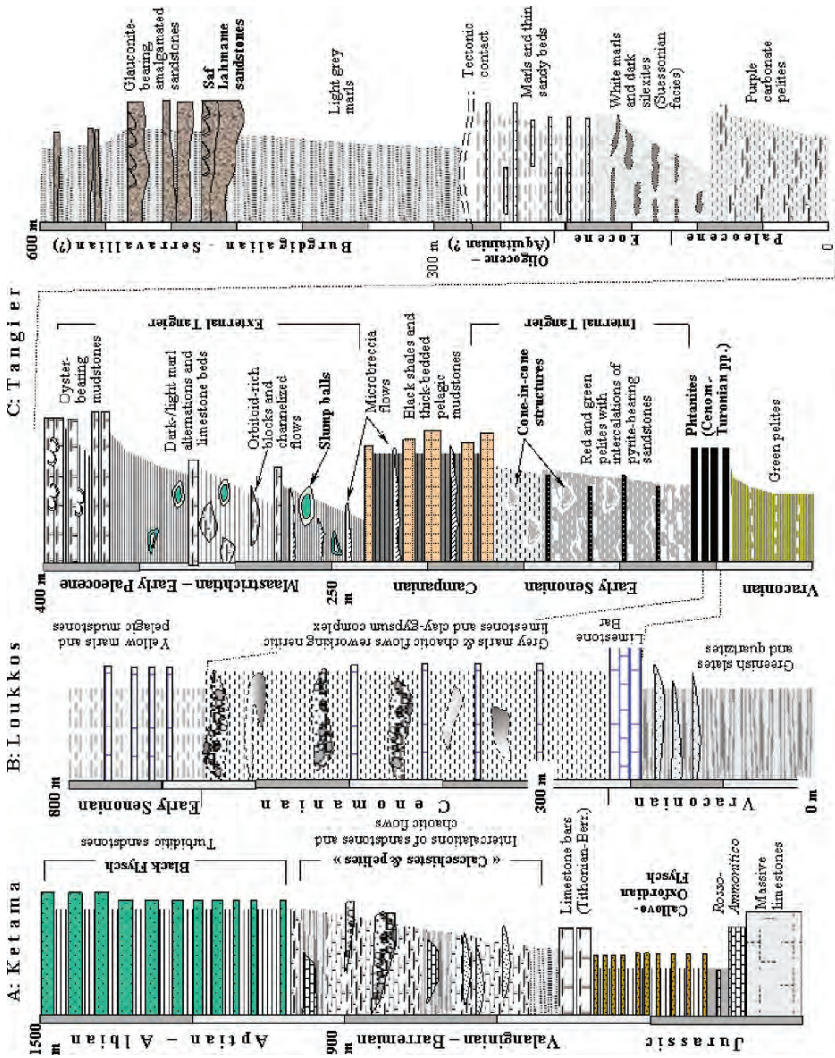 A: Ketama
1500
m
900
m
Aptian – Albian
Valanginian – Barremian
Jurassic
Turbiditic sandstones
Black Flysch
Intercalations of sandstones and
chaotic flows
« Calcschistes & pelites »
Limestone bars
(Tithonian-Berr.)
Callovo-
Oxfordian
Flysch
Rosso-
Ammonitico
Massive
limestones
B: Loukkos
800 m
300 m
0 m
Early Senonian
Cenomanian
Vraconian
Yellow marls and
pelagic mudstones
Grey marls & chaotic flows reworking neritic
limestones and clay-gypsum complex
Limestone
Bar
Greenish slates
and quartzites
C: Tangier
400 m
250
m
Maastrichtian – Early Paleocene
Campanian
Early Senonian
Vraconian
Oyster-
bearing
mudstones
Dark-/light marl
alternations and
limestone beds
External Tangier
Orbitoid-rich
blocks and
channelized
flows
Slump balls
Microbreccia
flows
Black shales and
thick-bedded
pelagic
mudstones
Internal Tangier
Cone-in-cone
structures
Red and green
pelites with
intercalations of
pyrite-bearing
sandstones
Phtanites
(Cenom.-
Turonian pp.)
Green pelites
600 m
300 m
0
Burgdigalian - Serravallian (?)
Oligocene –
(Aquitainian ?)
Eocene
Paleocene
Glauconite-
bearing,
amalgamated
sandstones
Saf
Lahmame
sandstones
Light grey
marls
Tectonic
contact
Marls and thin
sandy beds
White marls
and dark
silexites
(Suessonian
facies)
Purple
carbonate
pelites